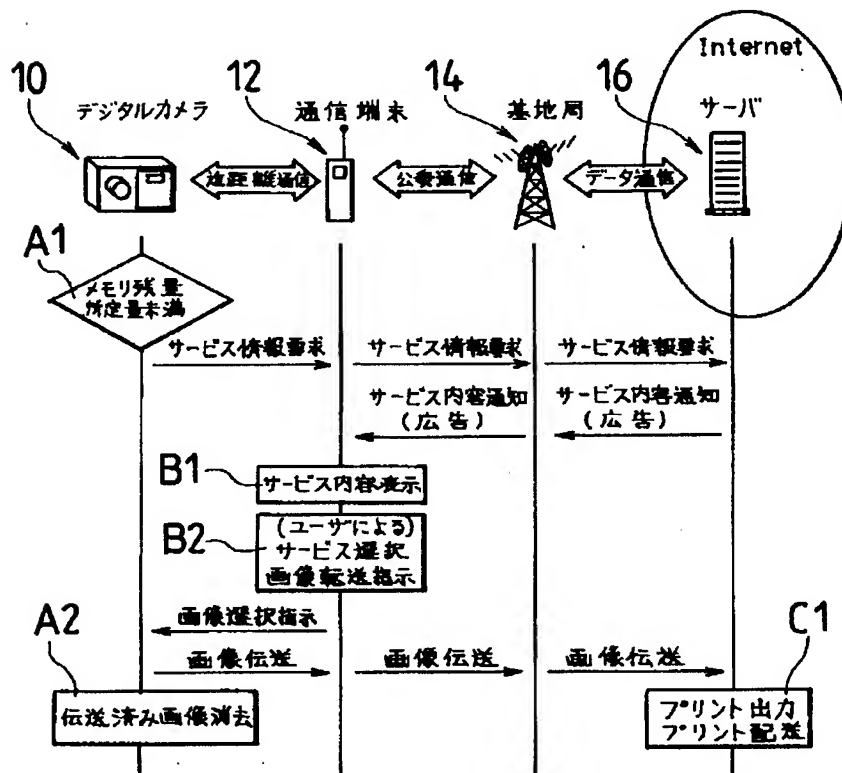 Internet
10
12
14
16
デジタルカメラ
通信端末
基地局
サーバ
近距離通信
公衆通信
データ通信
A1
メモリ残量
所定量未満
サービス情報要求
サービス情報要求
サービス情報要求
サービス内容通知
(広告)
サービス内容通知
(広告)
B1
サービス内容表示
B2
(ユーザによる)
サービス選択
画像転送指示
画像選択指示
A2
画像伝送
画像伝送
画像伝送
C1
伝送済み画像消去
プリント出力
プリント配送